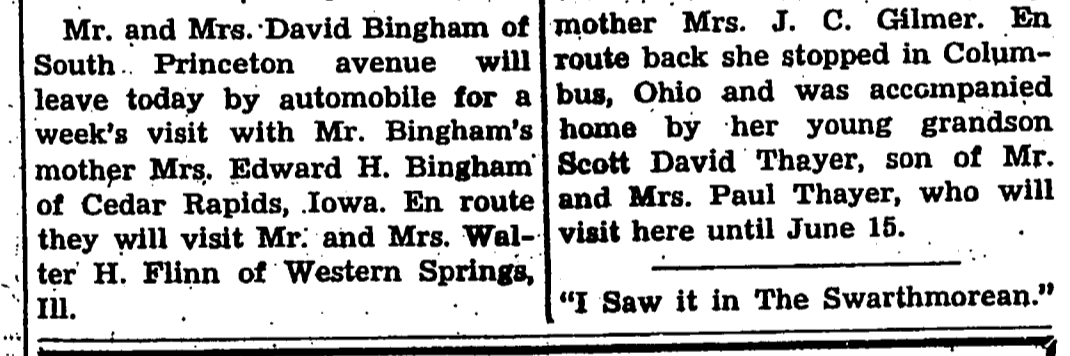 Mr. and Mrs. David Bingham of
South Princeton avenue will
leave today by automobile for a
week's visit with Mr. Bingham's
mother Mrs. Edward H. Bingham
of Cedar Rapids, Iowa. En route
they will visit Mr. and Mrs. Wal-
ter H. Flinn of Western Springs,
Ill.
mother Mrs. J. C. Gilmer. En
route back she stopped in Colum-
bus, Ohio and was accompanied
home by her young grandson
Scott David Thayer, son of Mr.
and Mrs. Paul Thayer, who will
visit here until June 15.
"I Saw it in The Swarthmorean."